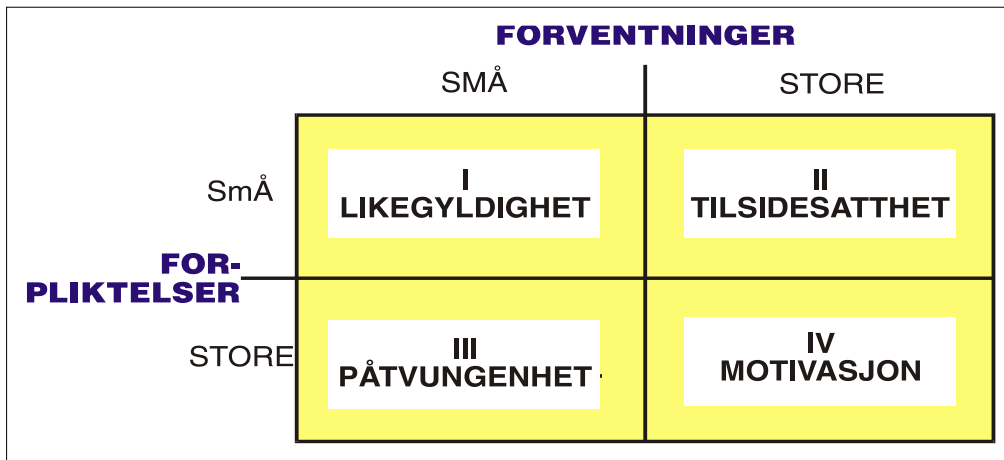 FORVENTNINGER
SMÅ STORE
SmÅ
I
LIKEGYLDIGHET
II
TILSIDESATTHET
FOR-
PLIKTELSER
STORE
III
PÅTVUNGENHET
IV
MOTIVASJON